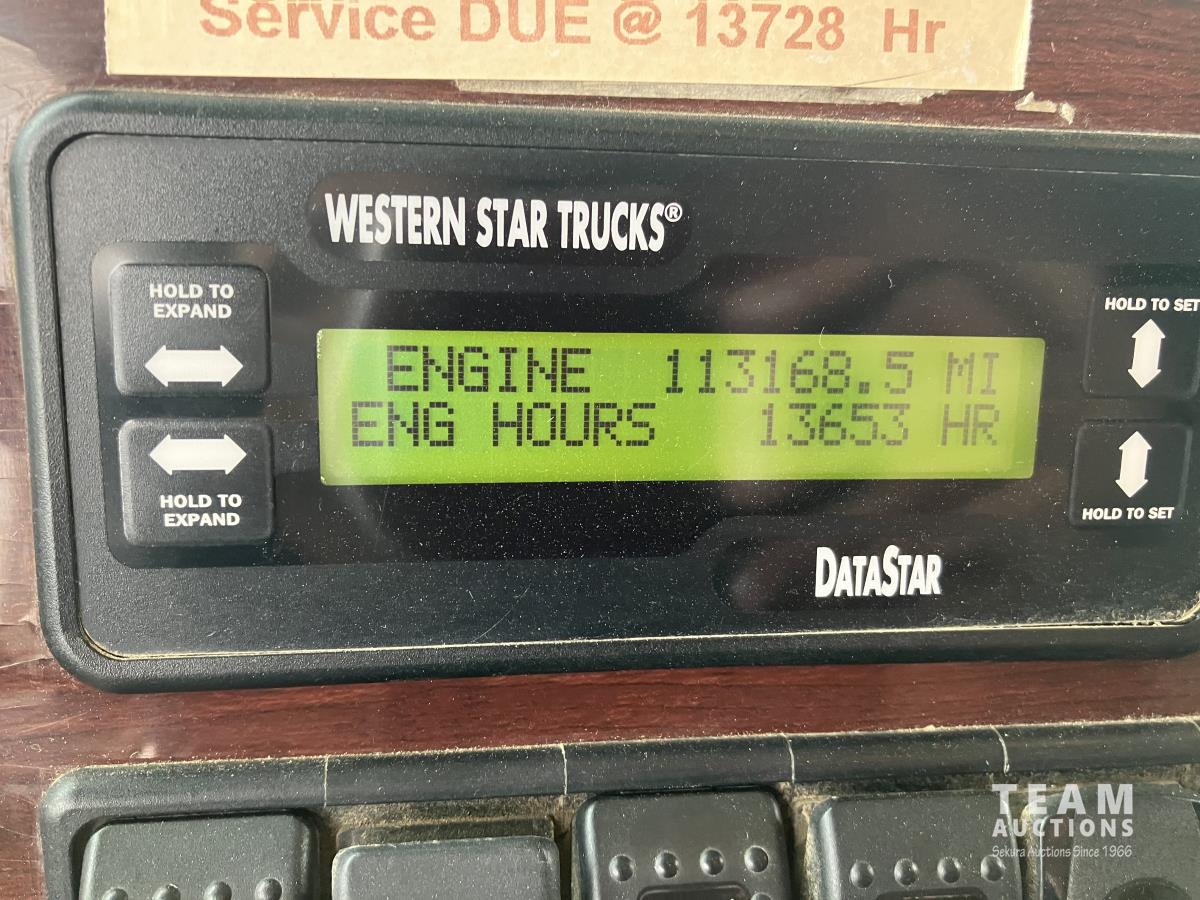 Service DUE @ 13728 Hr
WESTERN STAR TRUCKS®
HOLD TO
EXPAND
HOLD TO SET
ENGINE 113168.5 MI
ENG HOURS 13653 HR
HOLD TO
EXPAND
HOLD TO SET
DATASTAR
TEAM
AUCTIONS
Sekura Auctions Since 1966